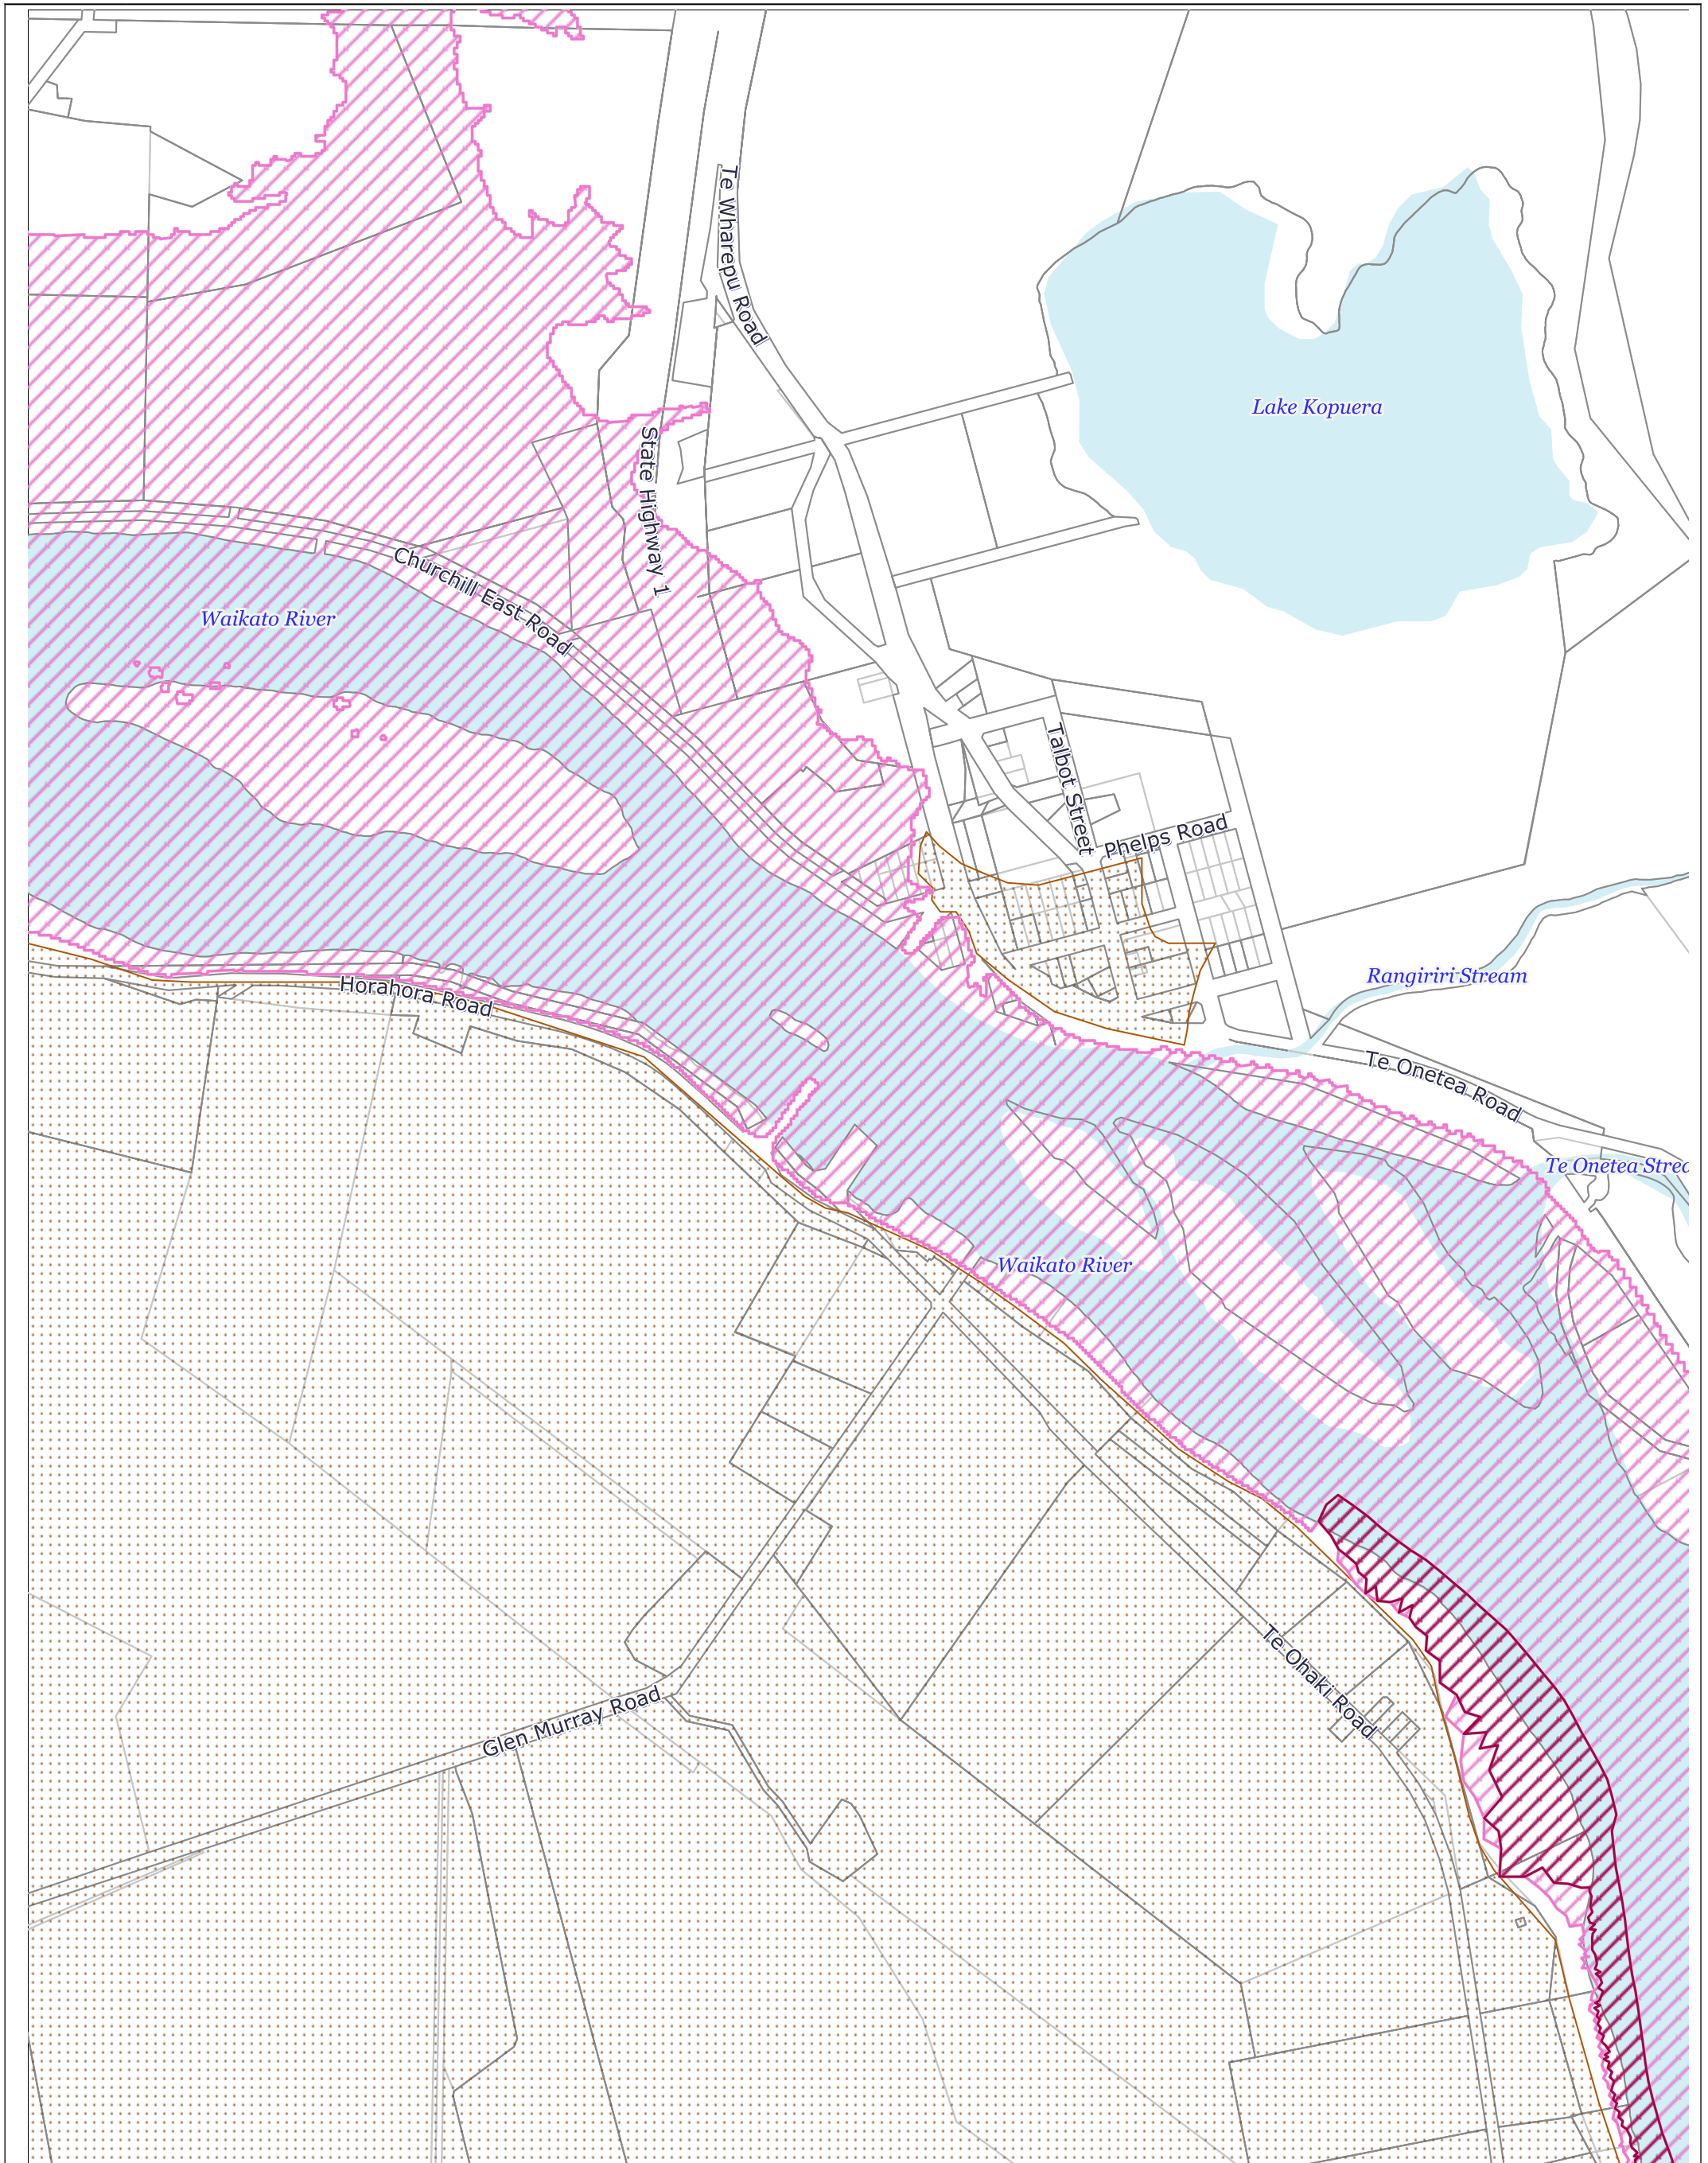 Te Wharepu Road
Lake Kopuera
State Highway 1
Churchill East Road
Waikato River
Talbot Street
Phelps Road
Rangiriri Stream
Horahora Road
Te Onetea Road
Te Onetea Strea
Waikato River
Te Ohaki Road
Glen Murray Road